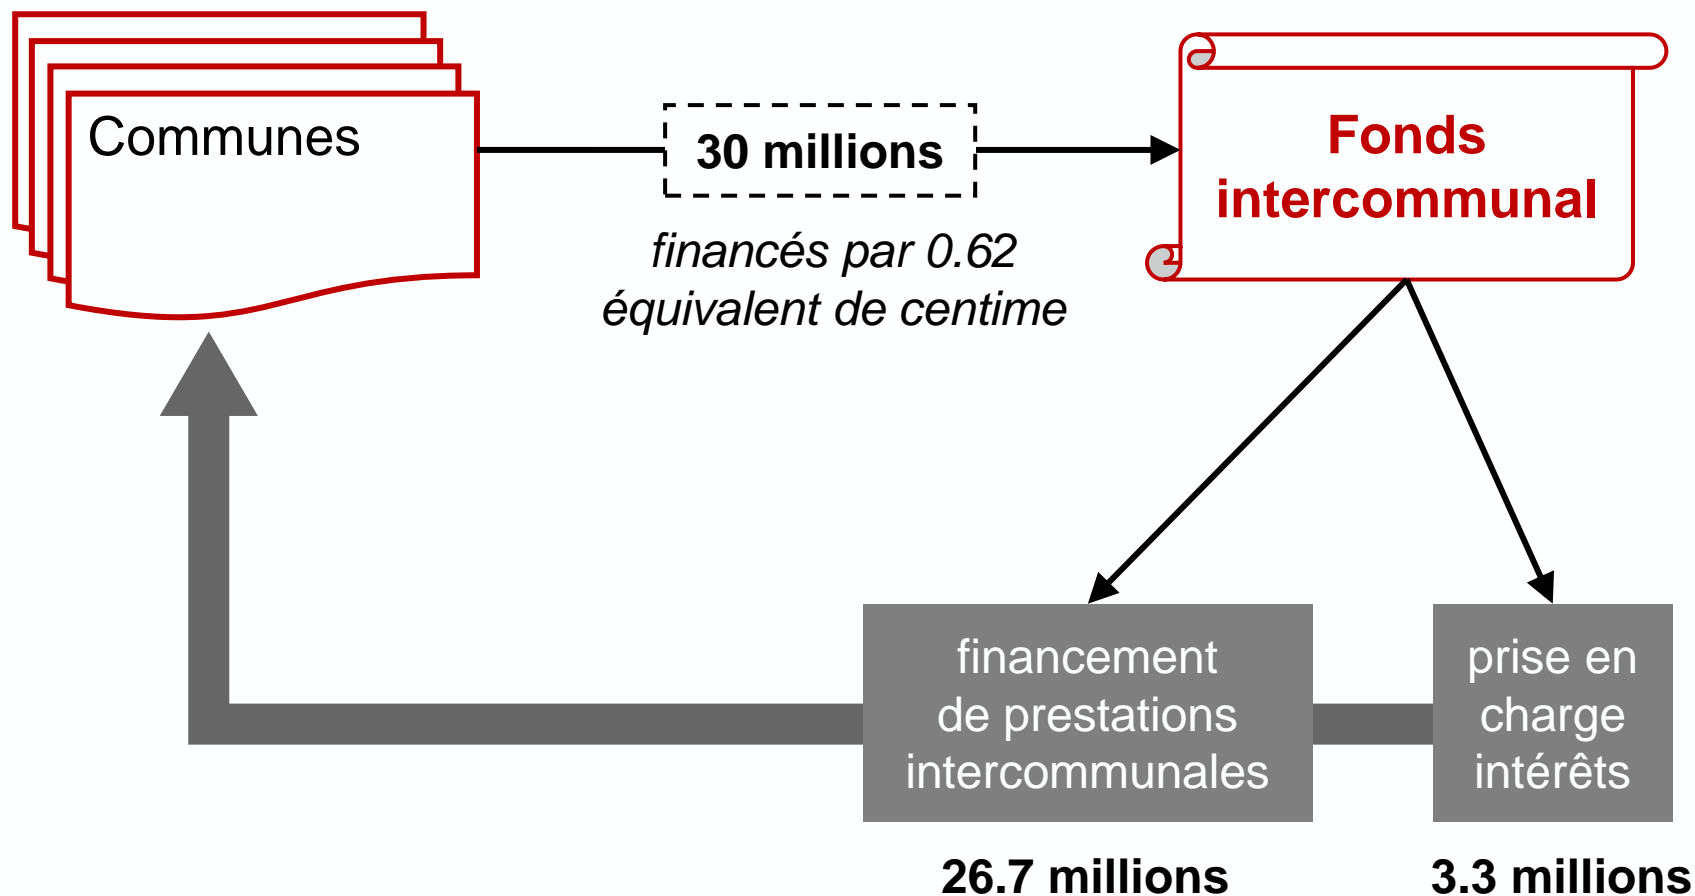 Communes
30 millions
financés par 0.62
équivalent de centime
Fonds
intercommunal
financement
de prestations
intercommunales
prise en
charge
intérêts
26.7 millions
3.3 millions